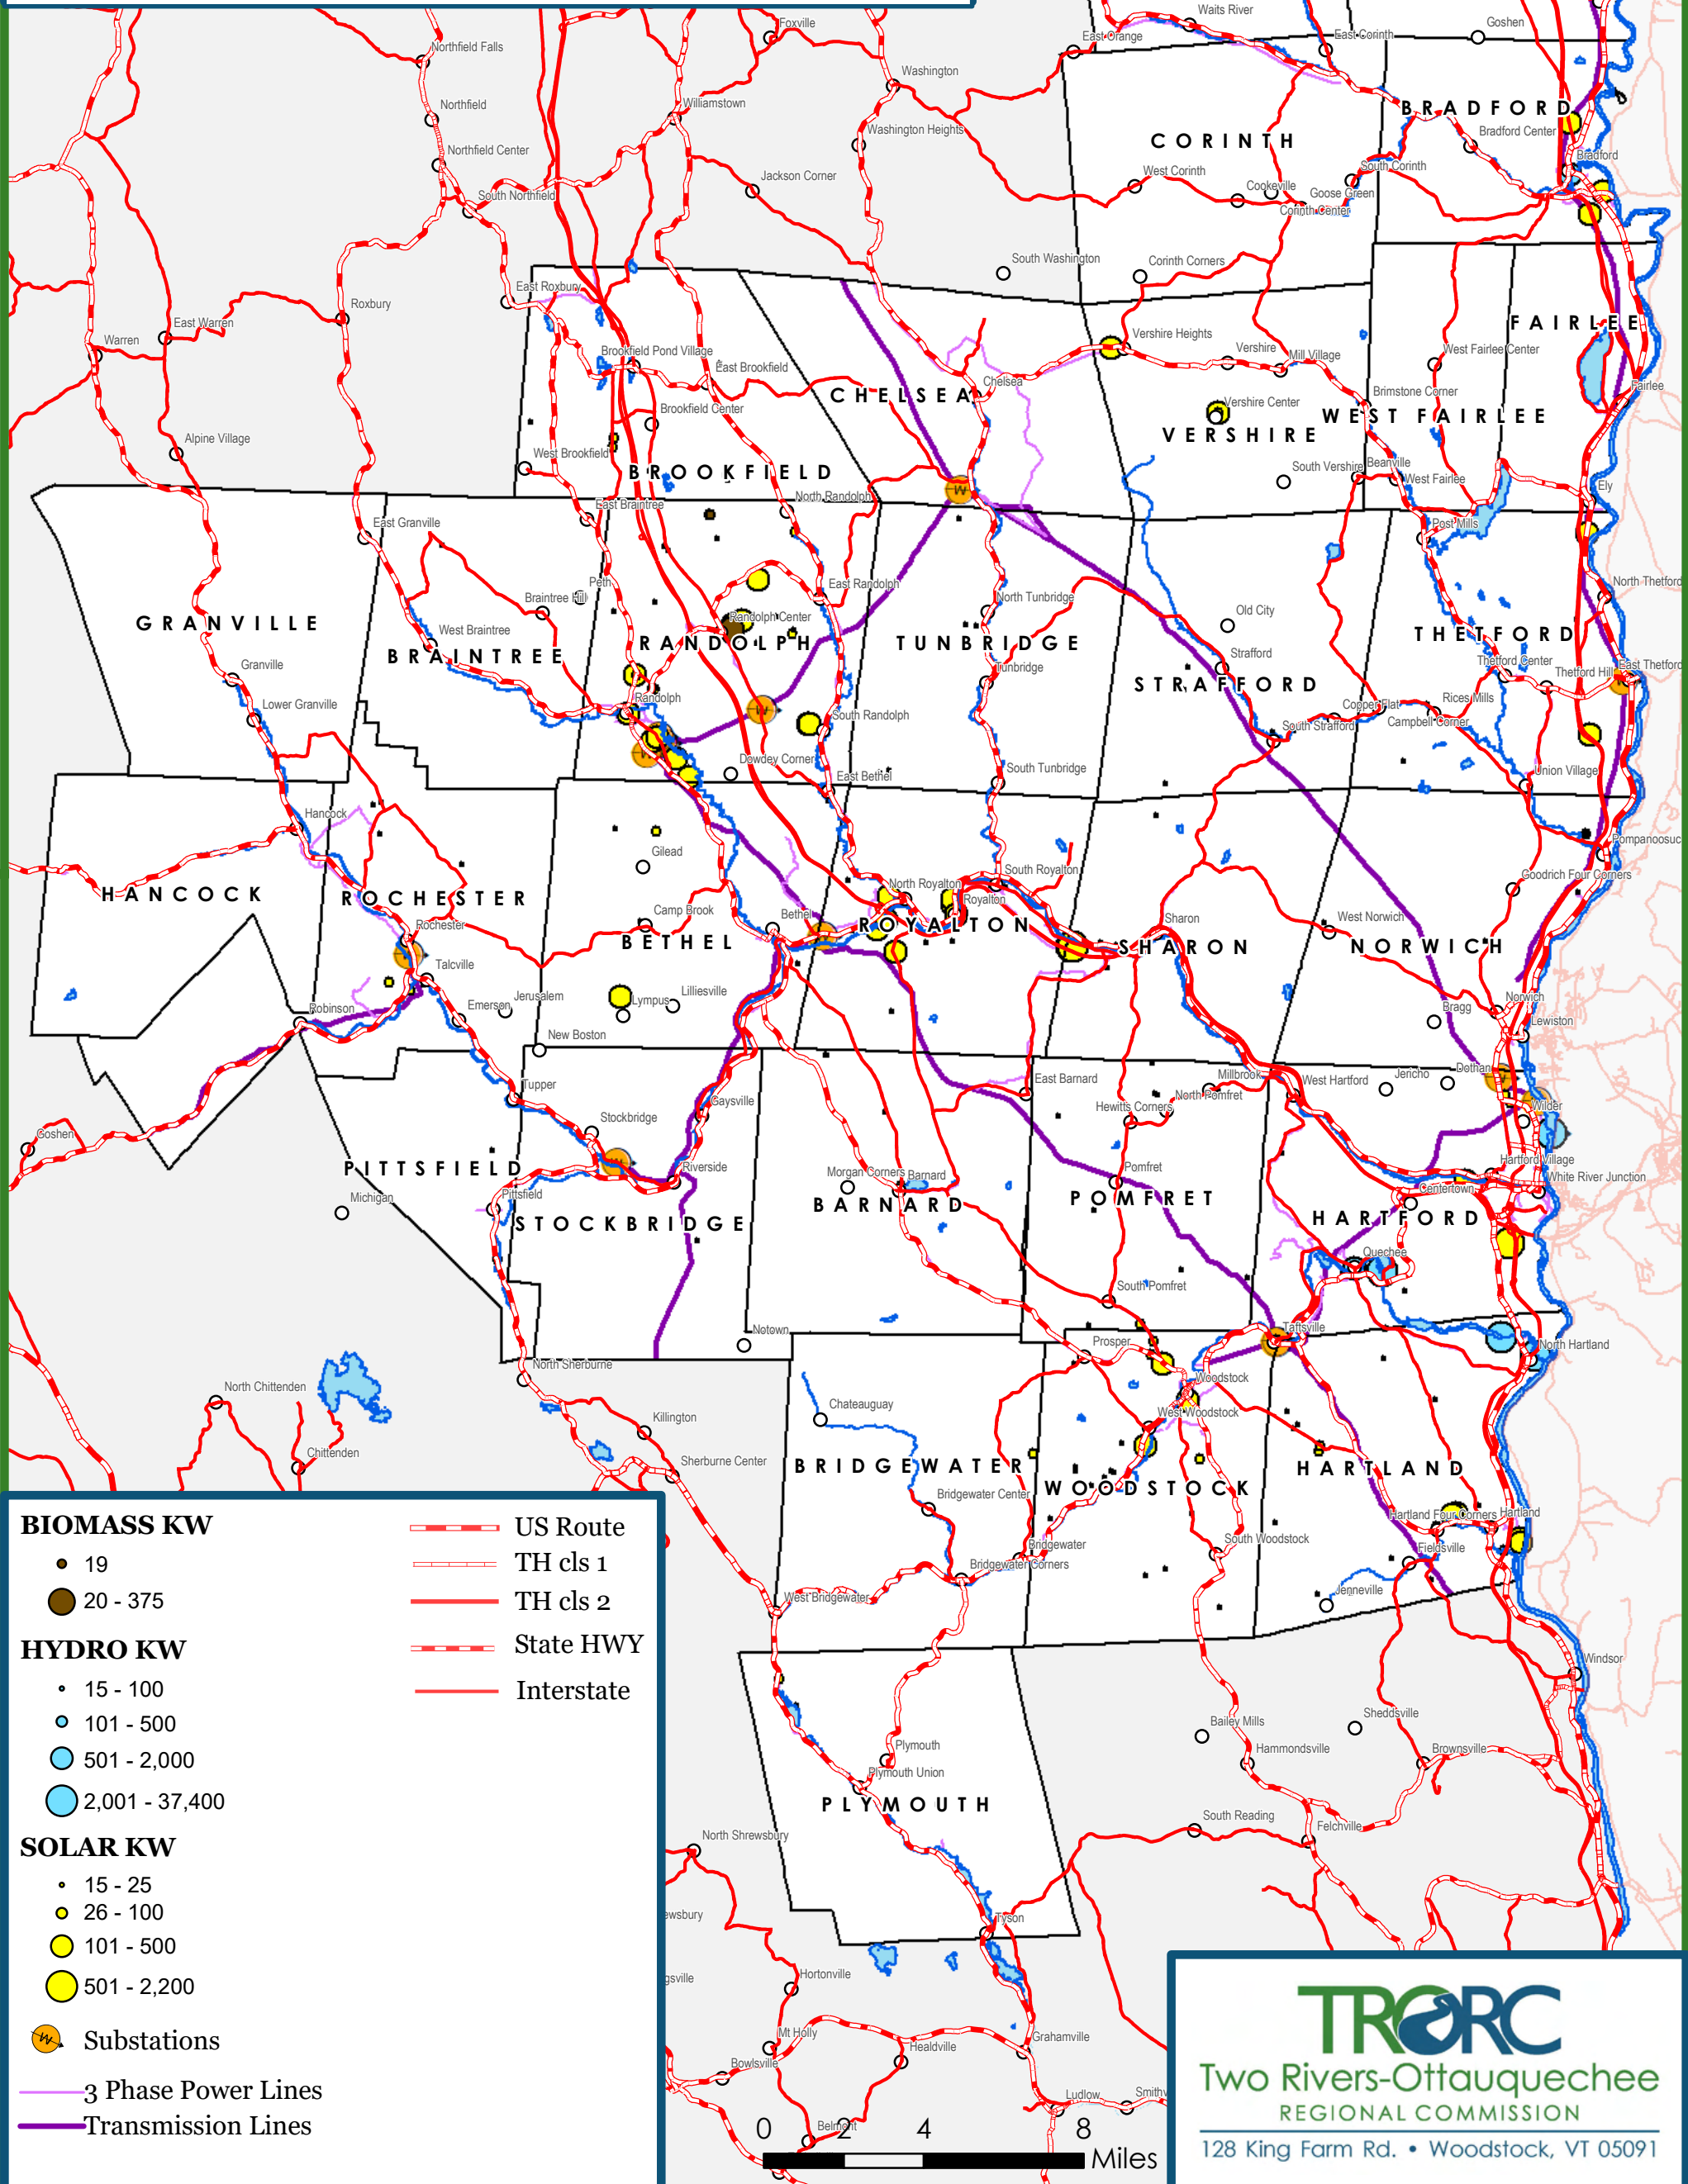 Waits River
Foxville
Goshen
East Orange
East Corinth
Northfield Falls
Washington
Northfield
Williamstown
BRADFORD
Washington Heights
CORINTH
Bradford Center
Northfield Center
Bradford
South Corinth
West Corinth
Jackson Corner
Cookeville
Goose Green
South Northfield
Corinth Center
South Washington
Corinth Corners
East Roxbury
Roxbury
FAIRLEE
East Warren
Warren
Vershire Heights
Brookfield Pond Village
Vershire
Mill Village
West Fairlee Center
East Brookfield
Chelsea
Fairlee
CHELSEA
Brimstone Corner
Brookfield Center
Vershire Center
WEST FAIRLEE
VERSHIRE
Alpine Village
West Brookfield
BROOKFIELD
South Vershire
Beanville
West Fairlee
Ely
North Randolph
East Braintree
East Granville
Post Mills
Peth
East Randolph
North Thetford
Braintree Hill
North Tunbridge
Old City
GRANVILLE
Randolph Center
West Braintree
RANDOLPH
TUNBRIDGE
THETFORD
BRAINTREE
Strafford
Thetford Center
Granville
Tunbridge
Thetford Hill
East Thetford
STRAFFORD
Randolph
Rices Mills
Lower Granville
Copper Flat
South Randolph
South Strafford
Campbell Corner
Dowdey Corner
East Bethel
South Tunbridge
Union Village
Hancock
Pompanoosuc
Gilead
South Royalton
Goodrich Four Corners
North Royalton
HANCOCK
ROCHESTER
Royalton
Camp Brook
Bethel
Rochester
ROYALTON
Sharon
West Norwich
BETHEL
SHARON
NORWICH
Talcville
Lilliesville
Jerusalem
Lympus
Emerson
Robinson
Norwich
Bragg
Lewiston
New Boston
Dothan
Tupper
East Barnard
Millbrook
West Hartford
Jericho
North Pomfret
Gaysville
Hewitts Corners
Wilder
Stockbridge
Goshen
Hartford Village
PITTSFIELD
Riverside
Morgan Corners
Barnard
Pomfret
White River Junction
Centertown
Michigan
Pittsfield
BARNARD
POMFRET
HARTFORD
STOCKBRIDGE
Quechee
South Pomfret
Notown
Taftsville
Prosper
North Hartland
North Sherburne
Woodstock
North Chittenden
Chateauguay
West Woodstock
Killington
Chittenden
Sherburne Center
BRIDGEWATER
HARTLAND
WOODSTOCK
Bridgewater Center
Hartland Four Corners
Hartland
Bridgewater
South Woodstock
Fieldsville
Bridgewater Corners
Jenneville
West Bridgewater
Windsor
Sheddsville
Bailey Mills
Plymouth
Hammondsville
Brownsville
Plymouth Union
PLYMOUTH
South Reading
North Shrewsbury
Felchville
ewsbury
Tyson
gsville
Hortonville
Mt Holly
Grahamville
Healdville
Bowlsville
Ludlow
Smithv
Belmont
BIOMASS KW
19
20 - 375
HYDRO KW
15 - 100
101 - 500
501 - 2,000
2,001 - 37,400
SOLAR KW
15 - 25
26 - 100
101 - 500
501 - 2,200
Substations
3 Phase Power Lines
Transmission Lines
US Route
TH cls 1
TH cls 2
State HWY
Interstate
0 2 4 8
Miles
TRORC
Two Rivers-Ottauquechee
REGIONAL COMMISSION
128 King Farm Rd. • Woodstock, VT 05091